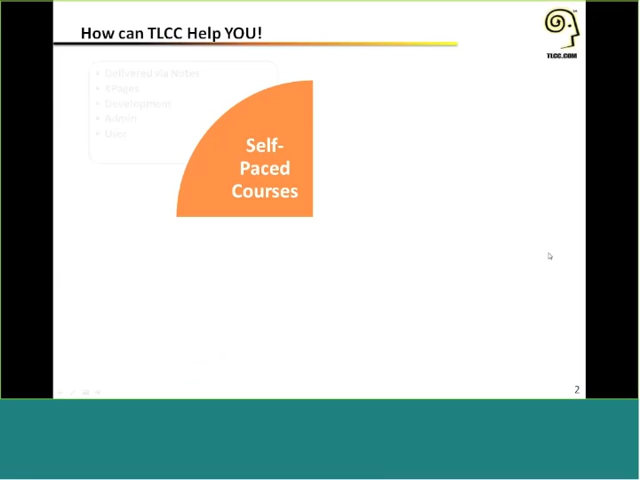 How can TLCC Help YOU!
TLCC.COM
• Delivered via Notes
• XPages
• Development
• Admin
• User
Self-
Paced
Courses
2